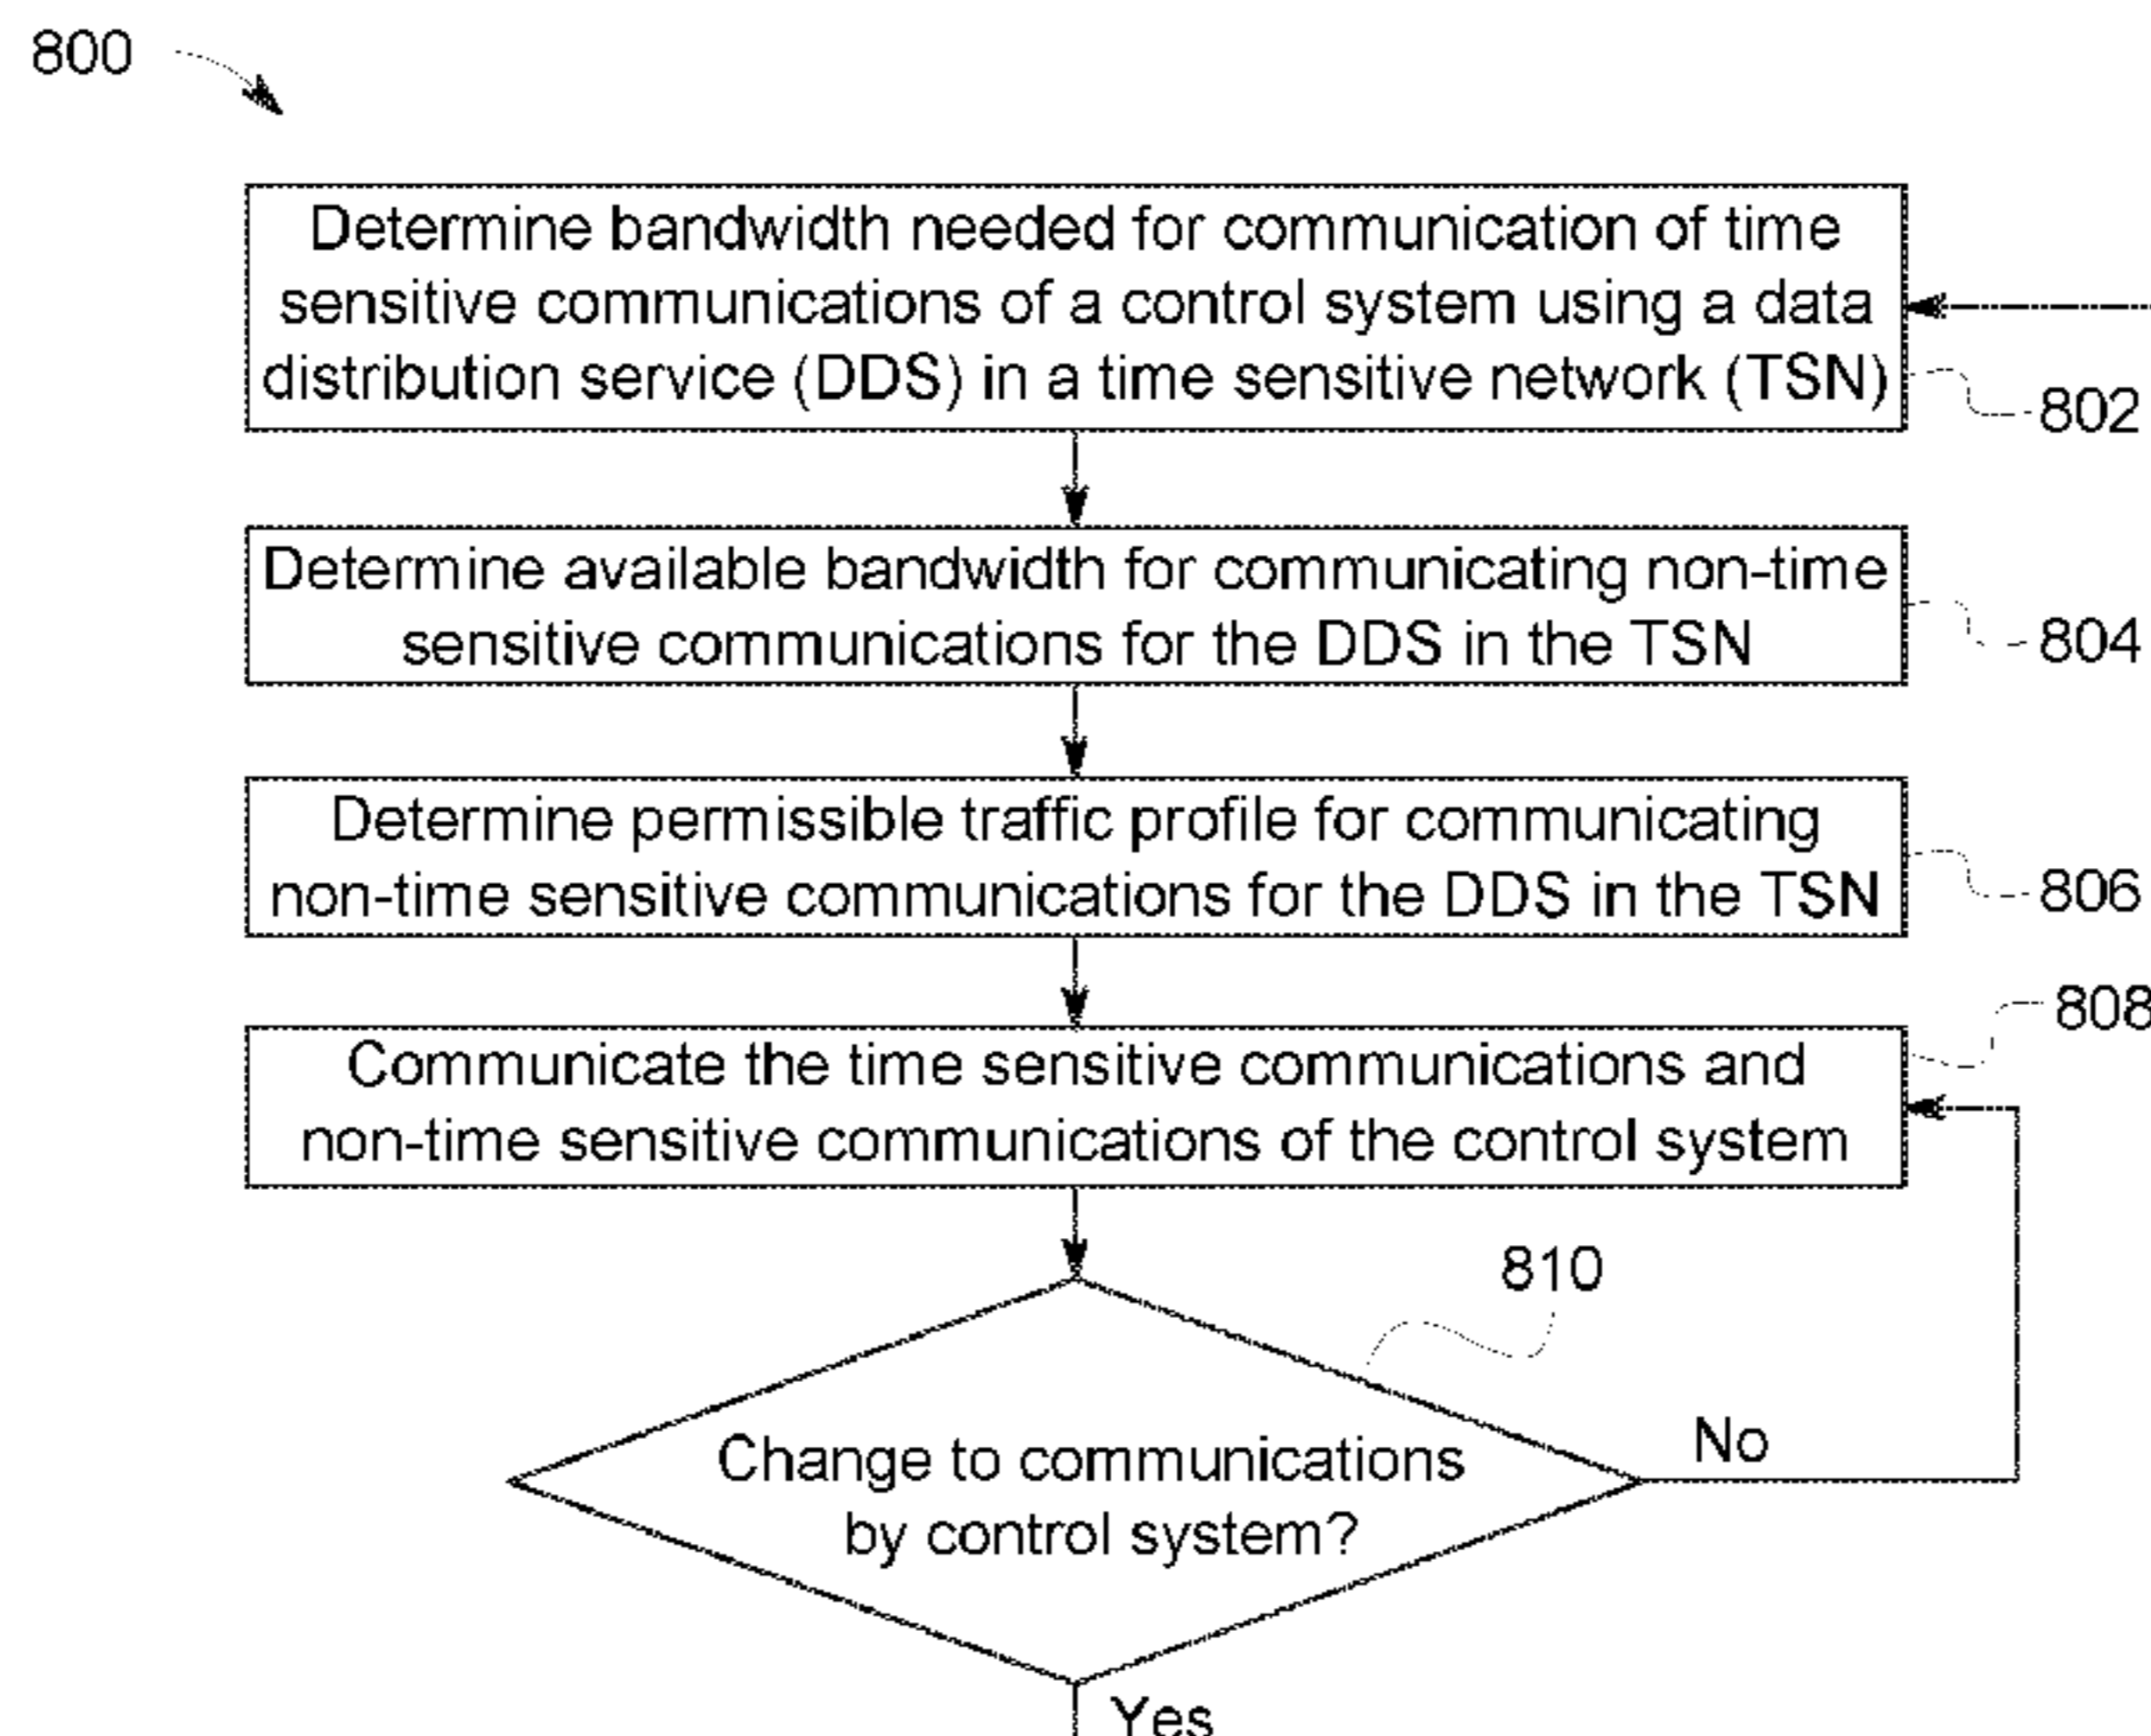 800
Determine bandwidth needed for communication of time
sensitive communications of a control system using a data
distribution service (DDS) in a time sensitive network (TSN)
802
Determine available bandwidth for communicating non-time
sensitive communications for the DDS in the TSN
804
Determine permissible traffic profile for communicating
non-time sensitive communications for the DDS in the TSN
806
808
Communicate the time sensitive communications and
non-time sensitive communications of the control system
810
Change to communications
by control system?
No
Yes